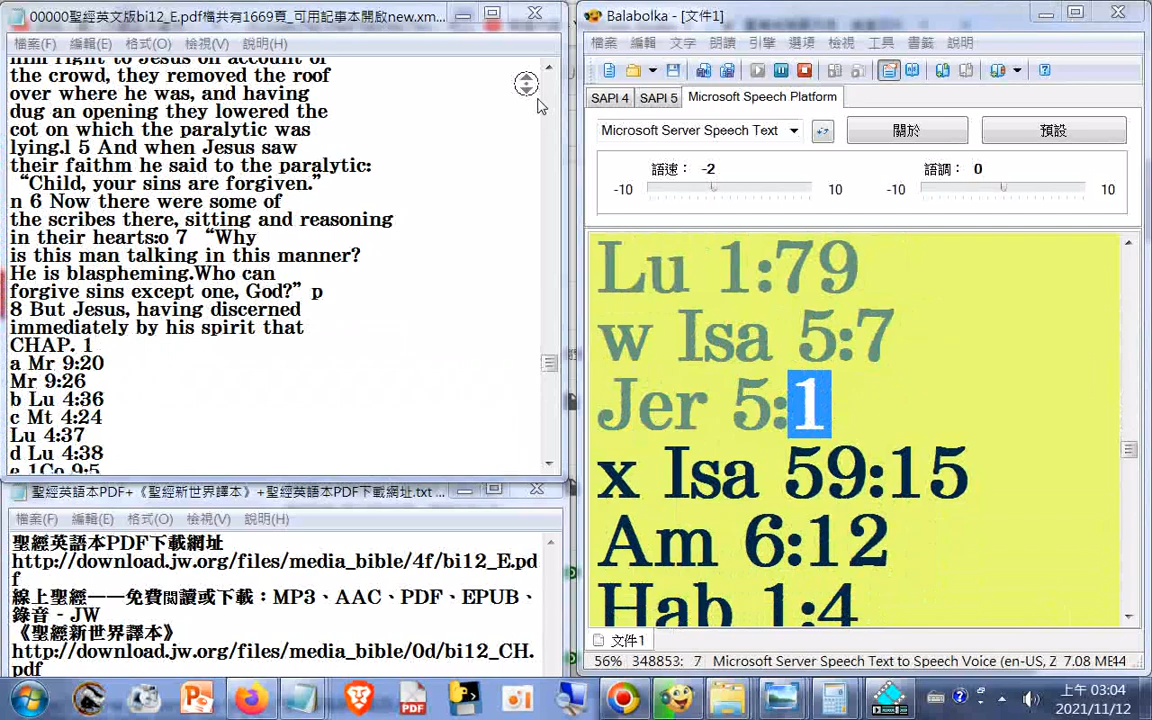 00000聖經英文版bi12_E.pdf檔共有1669頁_可用記事本開啟new.xm...
檔案(F) 編輯(E) 格式(O) 檢視(V) 說明(H)
him right to Jesus on account of
the crowd, they removed the roof
over where he was, and having
dug an opening they lowered the
cot on which the paralytic was
lying.l 5 And when Jesus saw
their faithm he said to the paralytic:
“Child, your sins are forgiven.”
n 6 Now there were some of
the scribes there, sitting and reasoning
in their hearts:o 7 “Why
is this man talking in this manner?
He is blaspheming.Who can
forgive sins except one, God?” p
8 But Jesus, having discerned
immediately by his spirit that
CHAP. 1
a Mr 9:20
Mr 9:26
b Lu 4:36
c Mt 4:24
Lu 4:37
d Lu 4:38
e 1Co 9:5
聖經英語本PDF+《聖經新世界譯本》+聖經英語本PDF下載網址.txt ...
檔案(F) 編輯(E) 格式(O) 檢視(V) 說明(H)
聖經英語本PDF下載網址
http://download.jw.org/files/media_bible/4f/bi12_E.pd
f
線上聖經——免費閱讀或下載：MP3、AAC、PDF、EPUB、
錄音 - JW
《聖經新世界譯本》
http://download.jw.org/files/media_bible/0d/bi12_CH.
pdf
Balabolka - [文件1]
檔案 編輯 文字 朗讀 引擎 選項 檢視 工具 書籤 說明
SAPI 4 SAPI 5 Microsoft Speech Platform
Microsoft Server Speech Text 關於 預設
語速： -2 語調： 0
-10 10 -10 10
Lu 1:79
w Isa 5:7
Jer 5:1
x Isa 59:15
Am 6:12
Hab 1:4
文件1
56% 348853: 7 Microsoft Server Speech Text to Speech Voice (en-US, Z 7.08 ME44
上午 03:04
2021/11/12